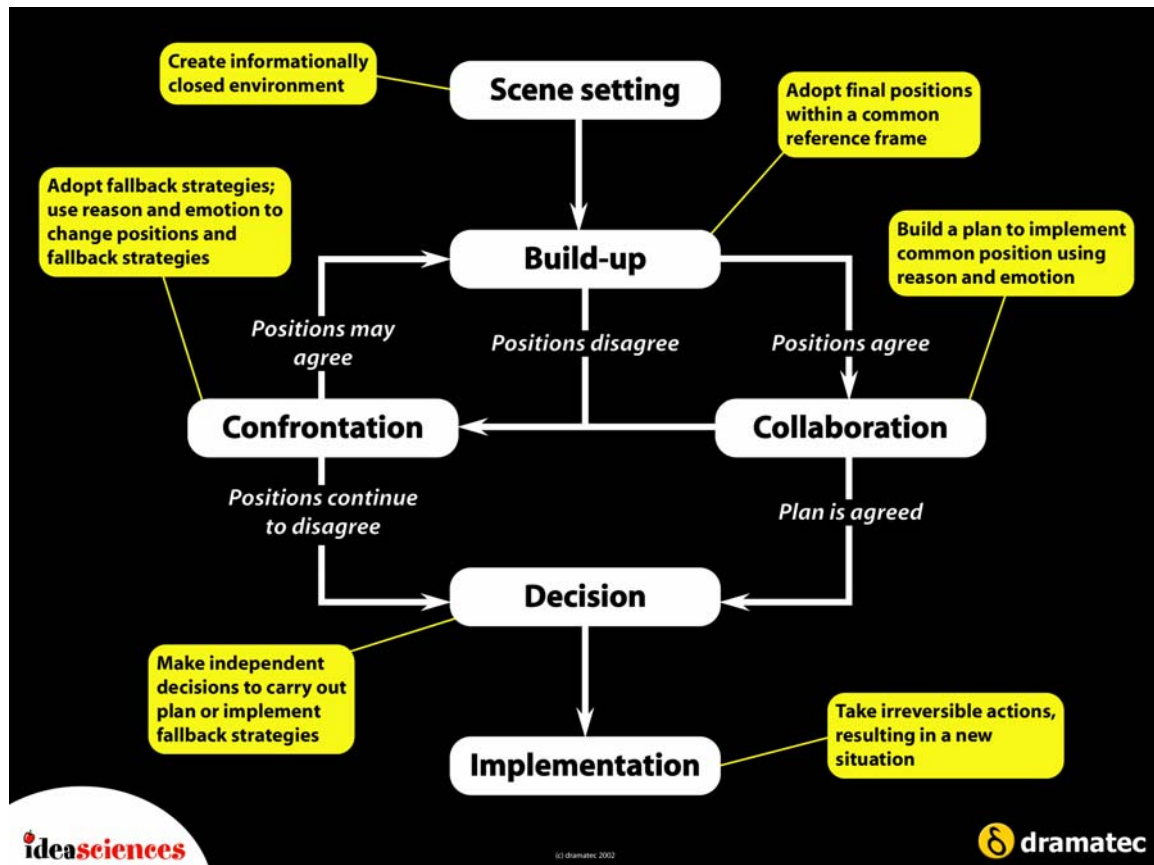 Create informationally
closed environment
Scene setting
Adopt final positions
within a common
reference frame
Adopt fallback strategies;
use reason and emotion to
change positions and
fallback strategies
Build-up
Build a plan to implement
common position using
reason and emotion
Positions may
agree
Positions disagree
Positions agree
Confrontation
Collaboration
Positions continue
to disagree
Plan is agreed
Decision
Make independent
decisions to carry out
plan or implement
fallback strategies
Take irreversible actions,
resulting in a new
situation
Implementation
ideasciences
(c) dramatec 2002
δ dramatec